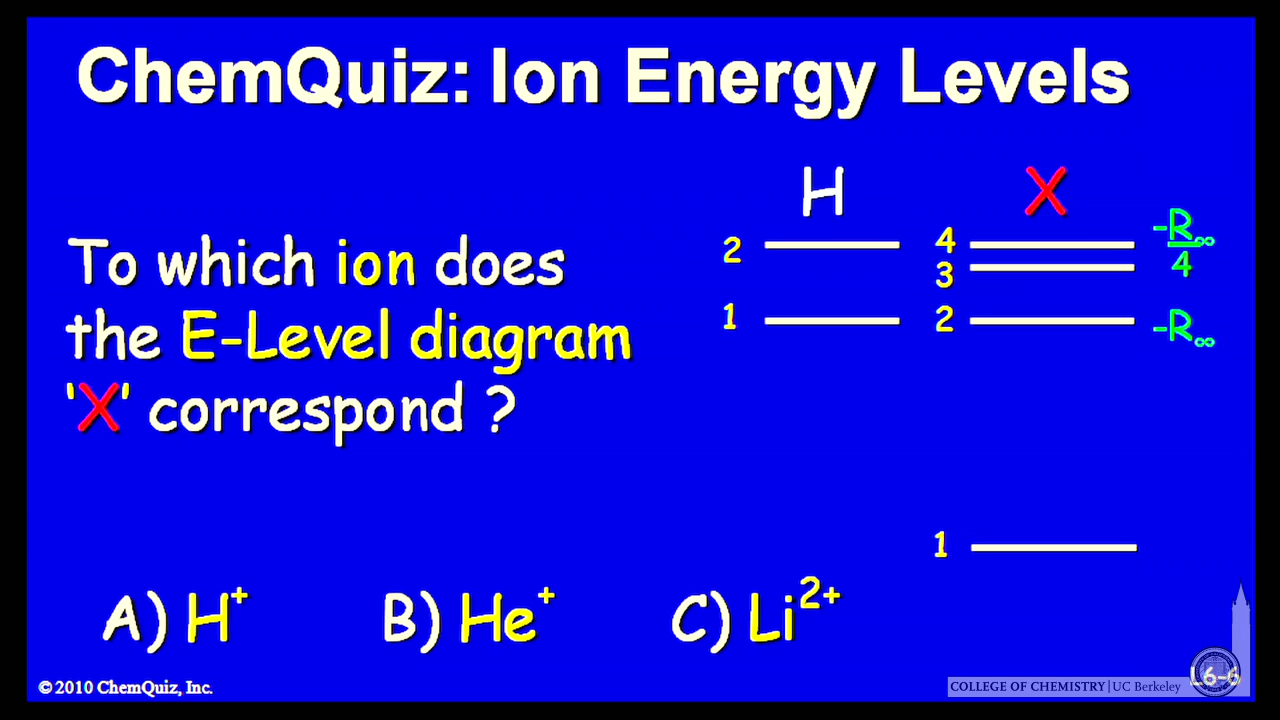 ChemQuiz: Ion Energy Levels
To which ion does
the E-Level diagram
'X' correspond ?
H
X
2
1
4
3
2
1
-R∞
4
-R∞
A) H⁺ B) He⁺ C) Li²⁺
© 2010 ChemQuiz, Inc.
COLLEGE OF CHEMISTRY | UC Berkeley
L6-6